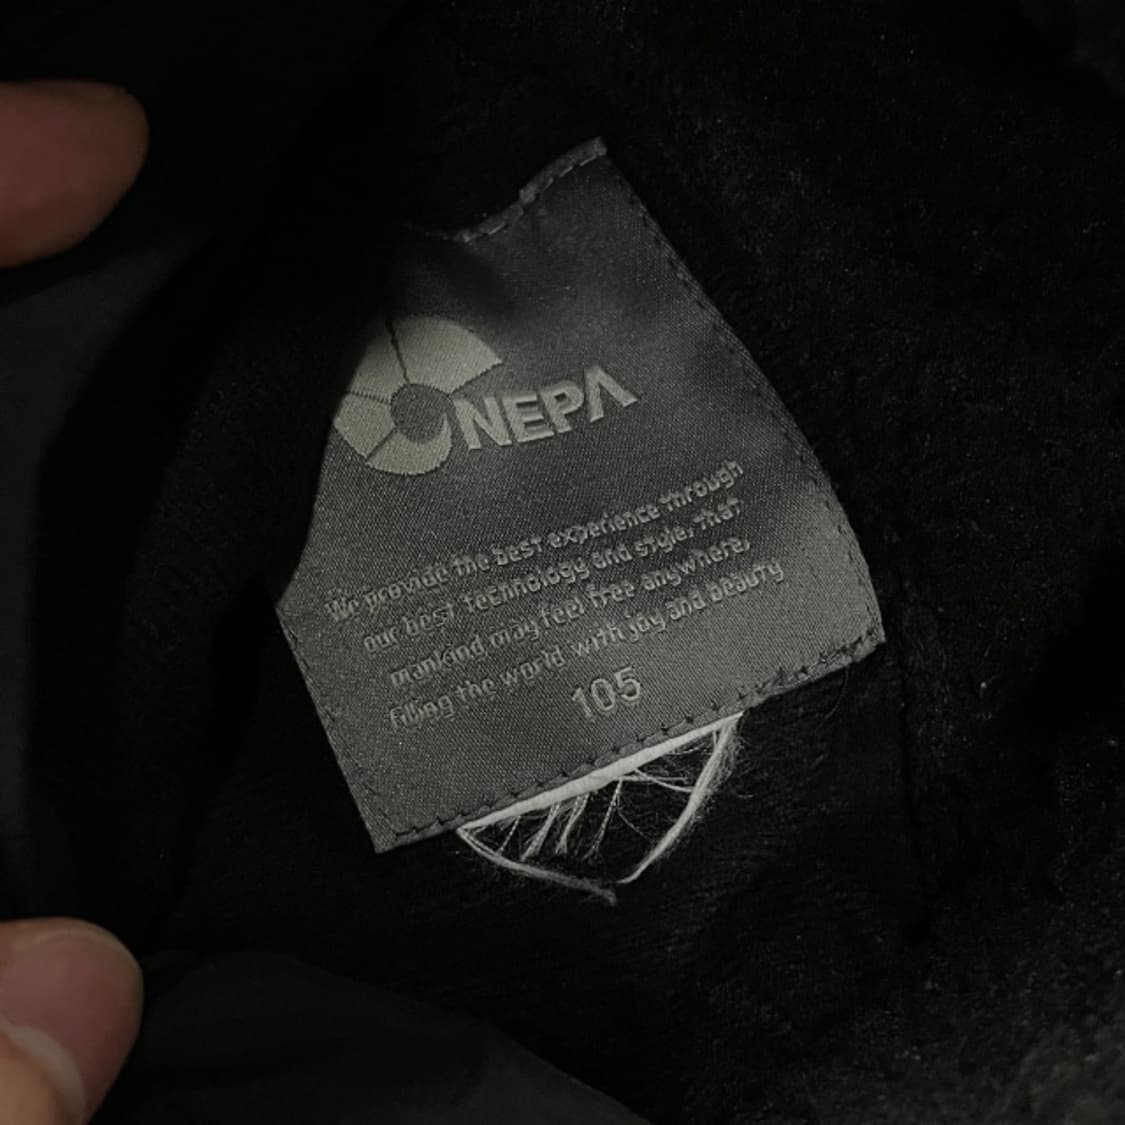 NEPA
We provide the best experience through
our best technology and style, that
mankind may feel free anywhere,
filling the world with joy and beauty
105